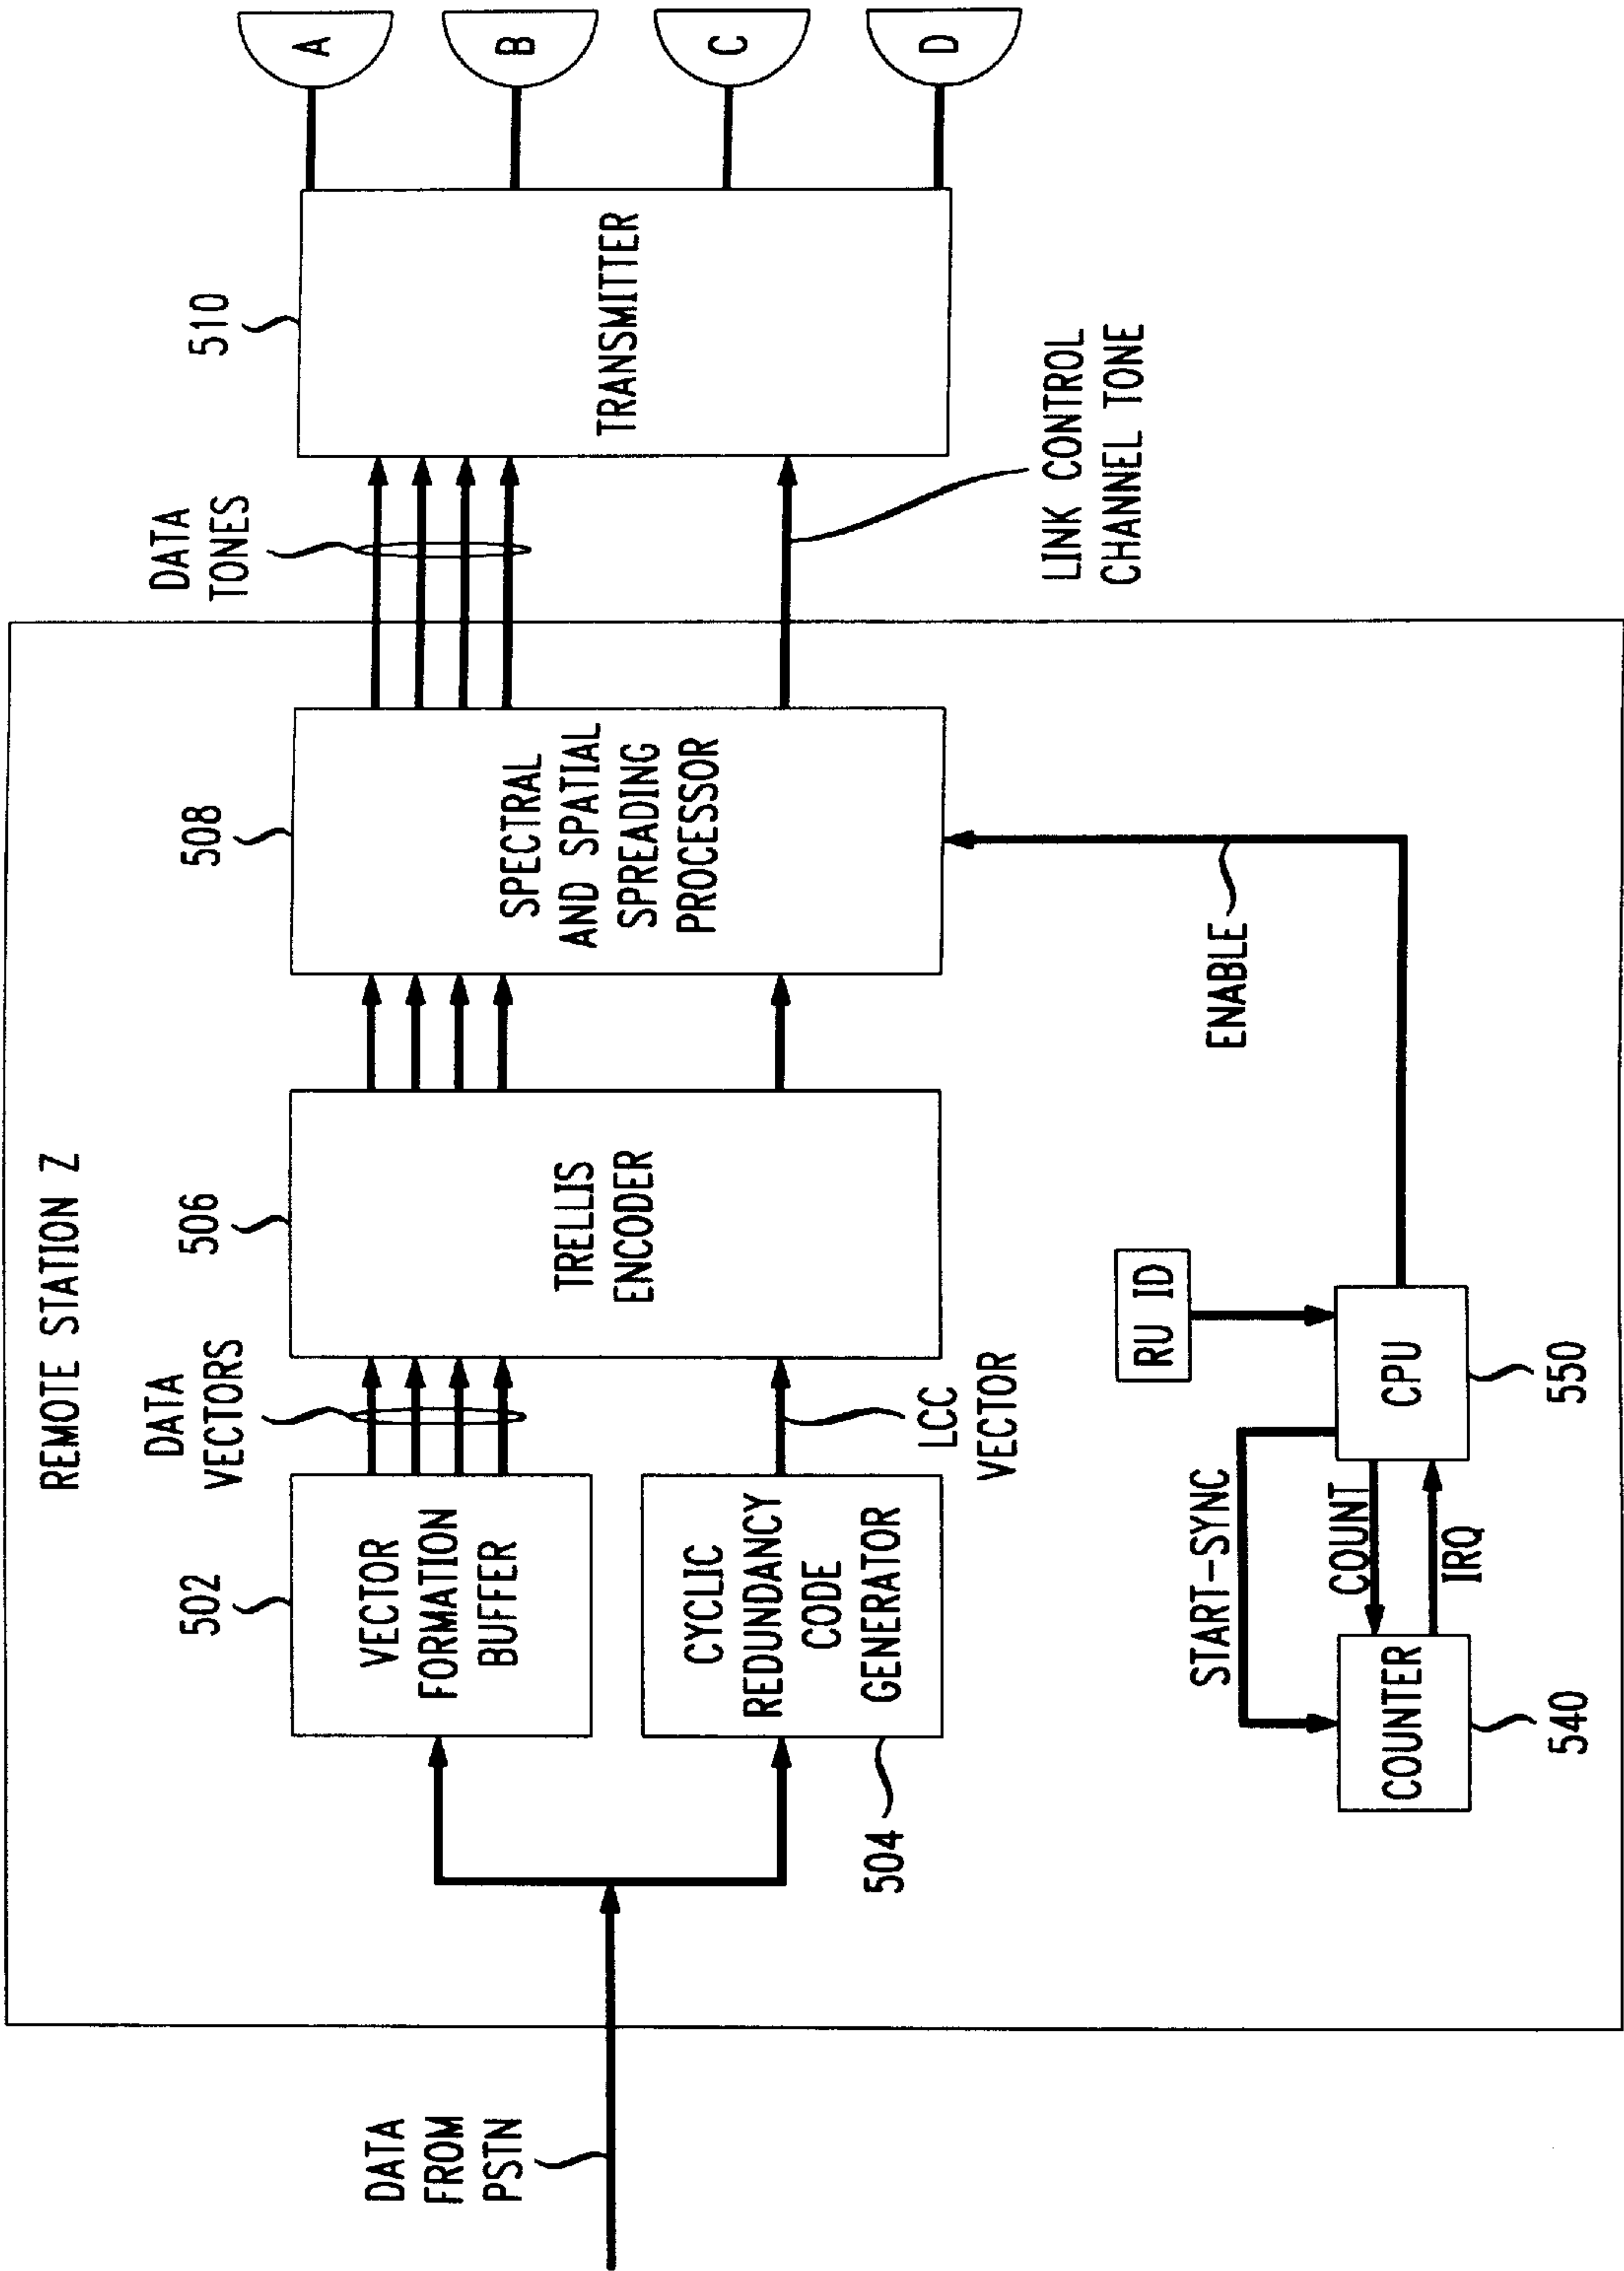 REMOTE STATION Z
DATA
FROM
PSTN
502
VECTOR
FORMATION
BUFFER
504
CYCLIC
REDUNDANCY
CODE
GENERATOR
DATA
VECTORS
LCC
VECTOR
506
TRELLIS
ENCODER
508
SPECTRAL
AND SPATIAL
SPREADING
PROCESSOR
DATA
TONES
LINK CONTROL
CHANNEL TONE
510
TRANSMITTER
A
B
C
D
START-SYNC
COUNT
IRQ
COUNTER
540
RU ID
CPU
550
ENABLE